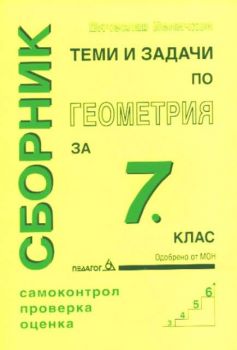 СБОРНИК
ТЕМИ И ЗАДАЧИ
ПО
ГЕОМЕТРИЯ
ЗА
7.
КЛАС
Одобрено от МОН
ПЕДАГОГ 6
самоконтрол
проверка
оценка
3 4 5 6